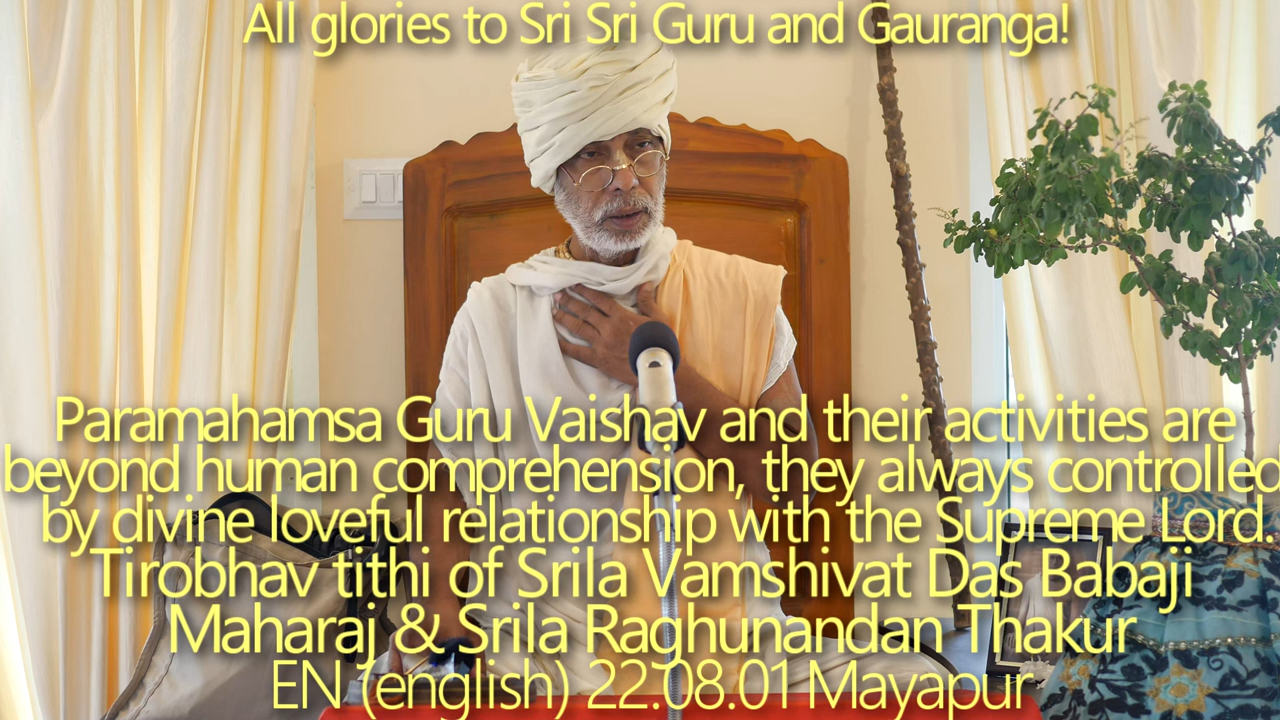 All glories to Sri Sri Guru and Gauranga!
Paramahamsa Guru Vaishav and their activities are
beyond human comprehension, they always controlled
by divine loveful relationship with the Supreme Lord.
Tirobhav tithi of Srila Vamshivat Das Babaji
Maharaj & Srila Raghunandan Thakur
EN (english) 22.08.01 Mayapur